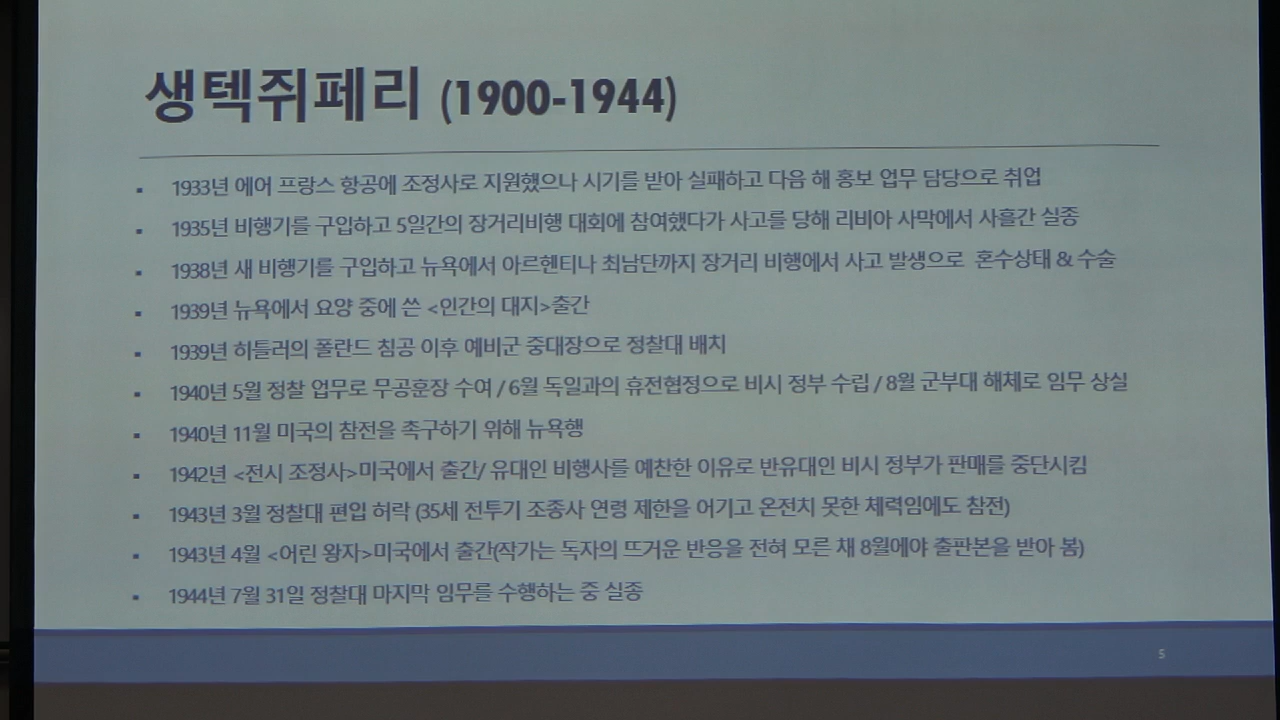 생텍쥐페리 (1900-1944)
▪ 1933년 에어 프랑스 항공에 조정사로 지원했으나 시기를 받아 실패하고 다음 해 홍보 업무 담당으로 취업
▪ 1935년 비행기를 구입하고 5일간의 장거리비행 대회에 참여했다가 사고를 당해 리비아 사막에서 사흘간 실종
▪ 1938년 새 비행기를 구입하고 뉴욕에서 아르헨티나 최남단까지 장거리 비행에서 사고 발생으로 혼수상태 & 수술
▪ 1939년 뉴욕에서 요양 중에 쓴 <인간의 대지>출간
▪ 1939년 히틀러의 폴란드 침공 이후 예비군 중대장으로 정찰대 배치
▪ 1940년 5월 정찰 업무로 무공훈장 수여 / 6월 독일과의 휴전협정으로 비시 정부 수립 / 8월 군부대 해체로 임무 상실
▪ 1940년 11월 미국의 참전을 촉구하기 위해 뉴욕행
▪ 1942년 <전시 조정사>미국에서 출간/ 유대인 비행사를 예찬한 이유로 반유대인 비시 정부가 판매를 중단시킴
▪ 1943년 3월 정찰대 편입 허락 (35세 전투기 조종사 연령 제한을 어기고 온전치 못한 체력임에도 참전)
▪ 1943년 4월 <어린 왕자>미국에서 출간(작가는 독자의 뜨거운 반응을 전혀 모른 채 8월에야 출판본을 받아 봄)
▪ 1944년 7월 31일 정찰대 마지막 임무를 수행하는 중 실종
5